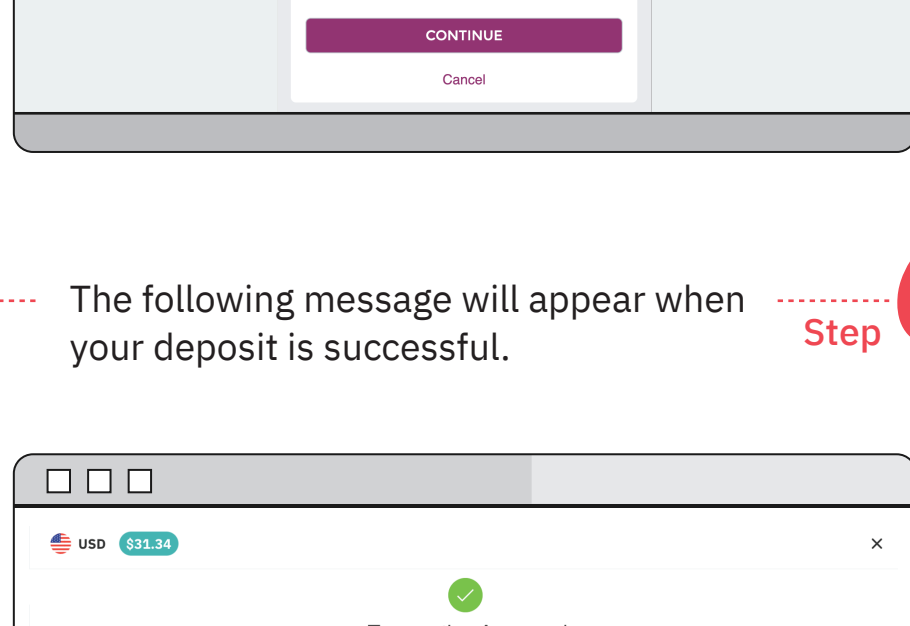 CONTINUE
Cancel
The following message will appear when
your deposit is successful.
Step
USD $31.34